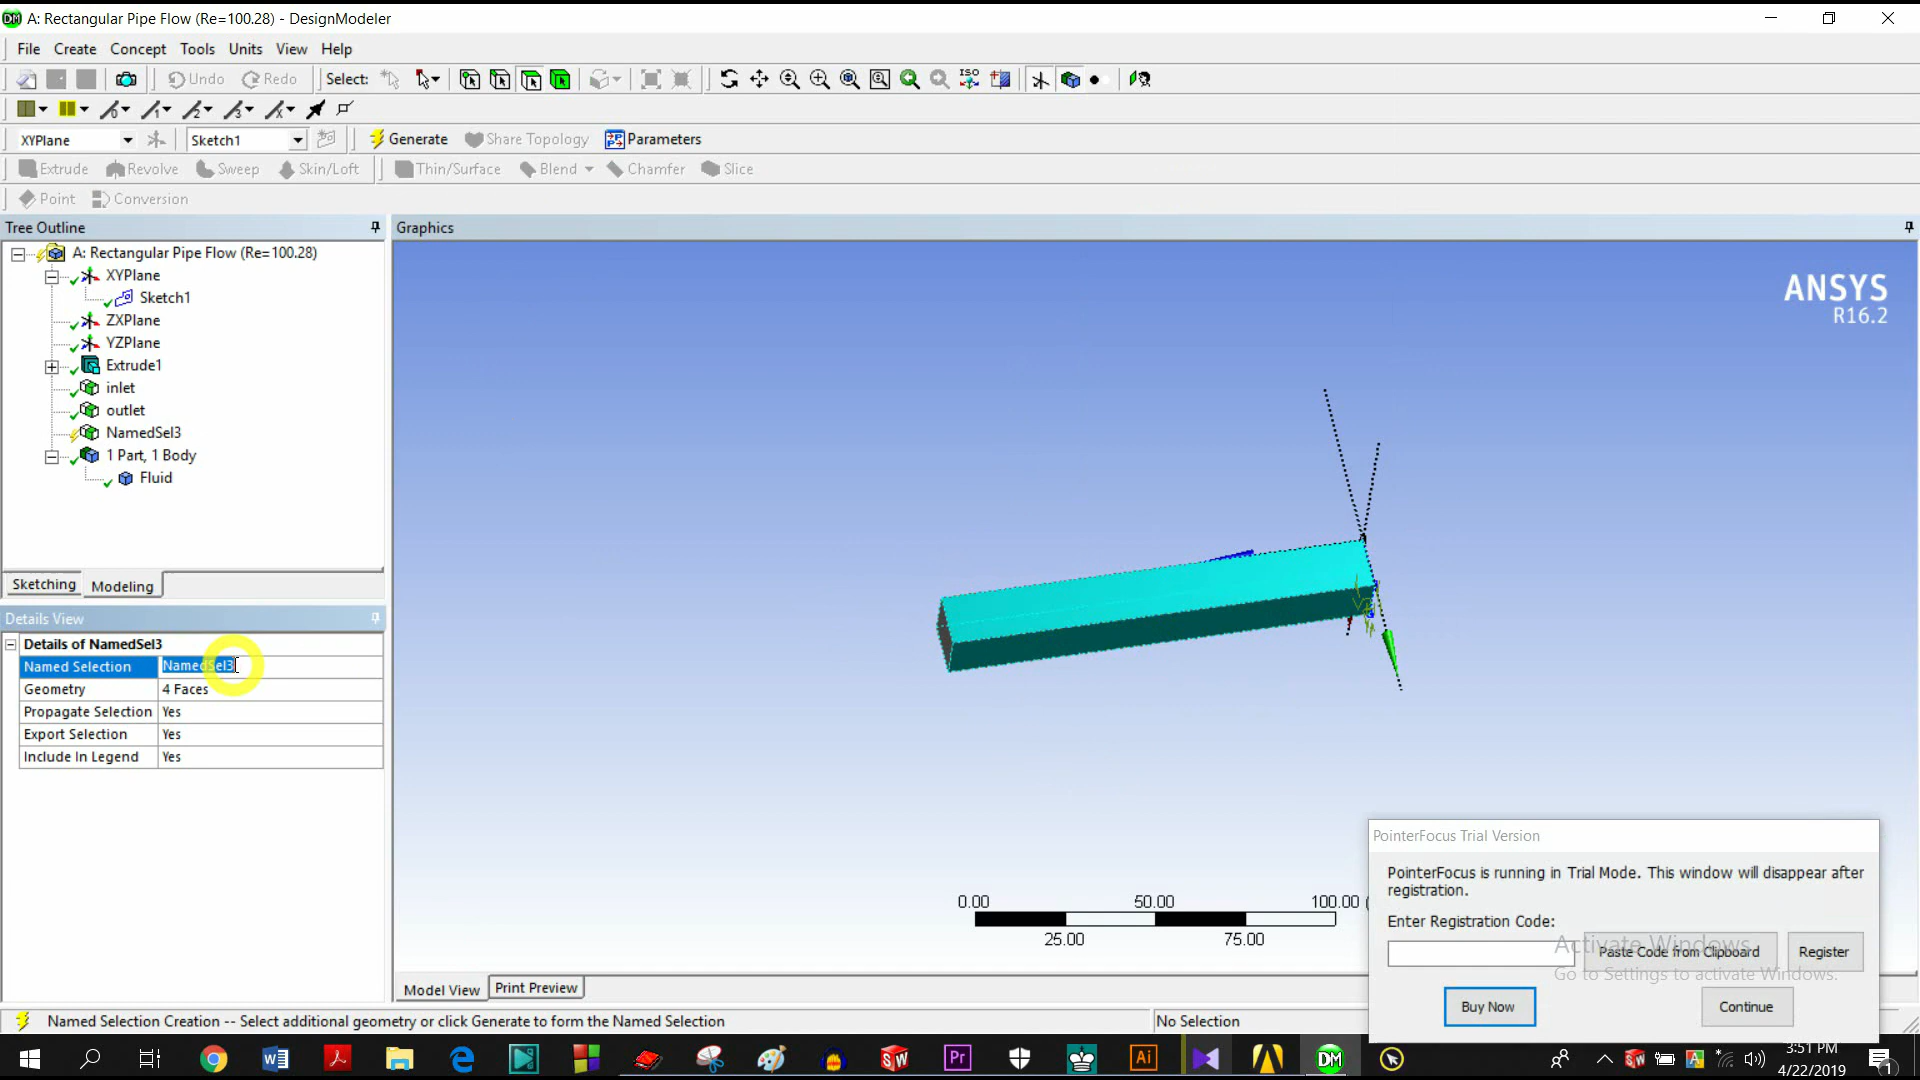 A: Rectangular Pipe Flow (Re=100.28) - DesignModeler
File Create Concept Tools Units View Help
Undo Redo Select: ISO
XYPlane Sketch1 Generate Share Topology Parameters
Extrude Revolve Sweep Skin/Loft Thin/Surface Blend Chamfer Slice
Point Conversion
Tree Outline
Graphics
A: Rectangular Pipe Flow (Re=100.28)
XYPlane
Sketch1
ZXPlane
YZPlane
Extrude1
inlet
outlet
NamedSel3
1 Part, 1 Body
Fluid
Sketching Modeling
Details View
Details of NamedSel3
Named Selection NamedSel3
Geometry 4 Faces
Propagate Selection Yes
Export Selection Yes
Include In Legend Yes
ANSYS
R16.2
0.00 50.00 100.00 (
25.00 75.00
Model View Print Preview
PointerFocus Trial Version
PointerFocus is running in Trial Mode. This window will disappear after
registration.
Enter Registration Code:
Paste Code from Clipboard Register
Activate Windows
Go to Settings to activate Windows.
Buy Now Continue
Named Selection Creation -- Select additional geometry or click Generate to form the Named Selection
No Selection
3:51 PM
4/22/2019